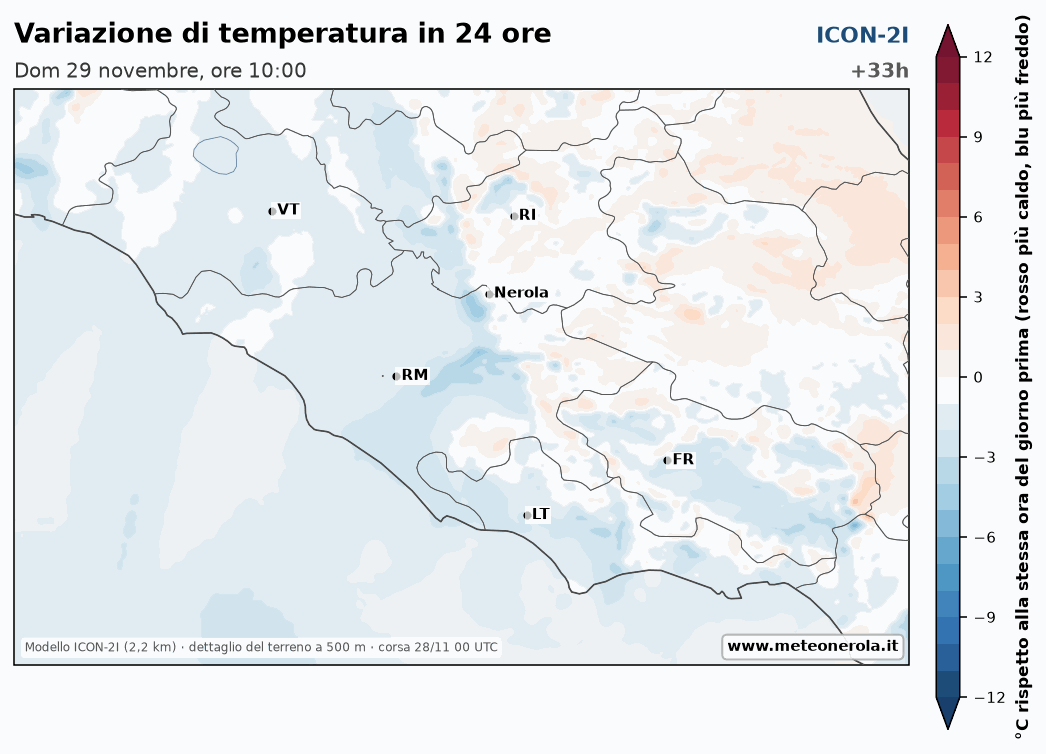 Variazione di temperatura in 24 ore
ICON-2I
Dom 29 novembre, ore 10:00
+33h
VT
RI
Nerola
RM
FR
LT
Modello ICON-2I (2,2 km) · dettaglio del terreno a 500 m · corsa 28/11 00 UTC
www.meteonerola.it
12
9
6
3
0
−3
−6
−9
−12
°C rispetto alla stessa ora del giorno prima (rosso più caldo, blu più freddo)